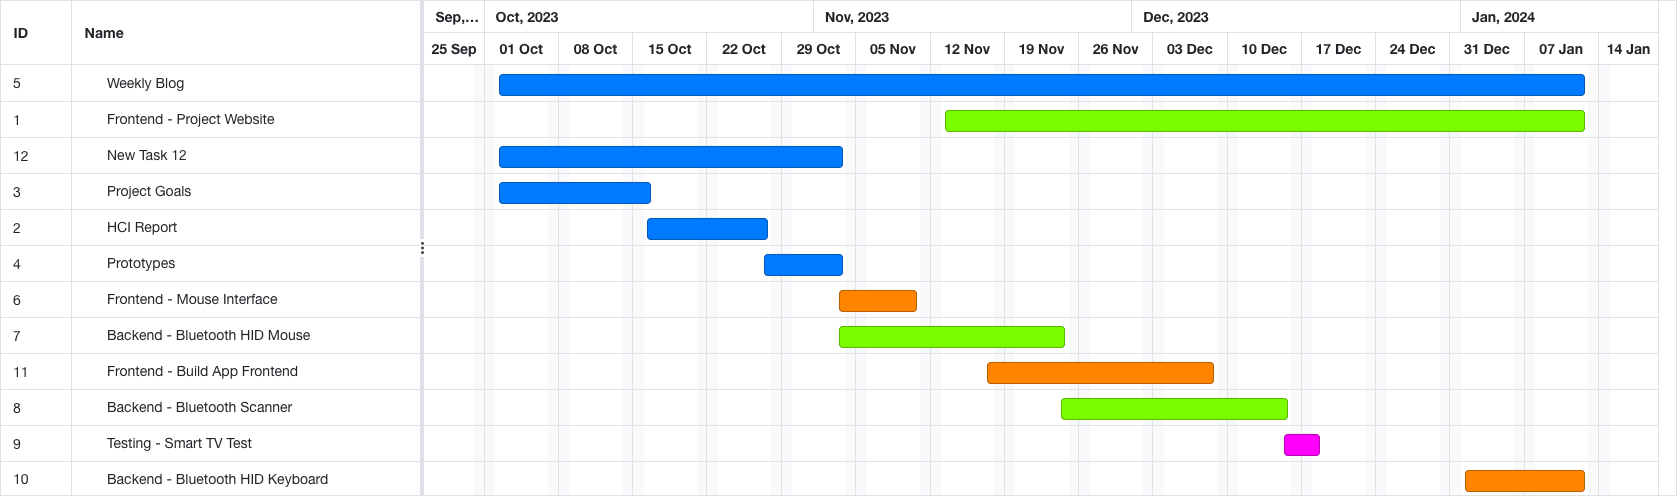 ID Name Sep,... Oct, 2023 Nov, 2023 Dec, 2023 Jan, 2024
25 Sep 01 Oct 08 Oct 15 Oct 22 Oct 29 Oct 05 Nov 12 Nov 19 Nov 26 Nov 03 Dec 10 Dec 17 Dec 24 Dec 31 Dec 07 Jan 14 Jan
5 Weekly Blog
1 Frontend - Project Website
12 New Task 12
3 Project Goals
2 HCI Report
4 Prototypes
6 Frontend - Mouse Interface
7 Backend - Bluetooth HID Mouse
11 Frontend - Build App Frontend
8 Backend - Bluetooth Scanner
9 Testing - Smart TV Test
10 Backend - Bluetooth HID Keyboard